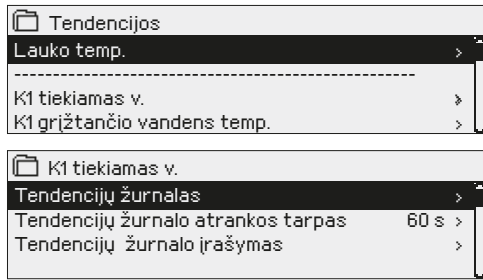 Tendencijos
Lauko temp. >
----------------------------------------------------
K1 tiekiamas v. >
K1 grįžtančio vandens temp. >
K1 tiekiamas v.
Tendencijų žurnalas >
Tendencijų žurnalo atrankos tarpas 60 s >
Tendencijų žurnalo įrašymas >